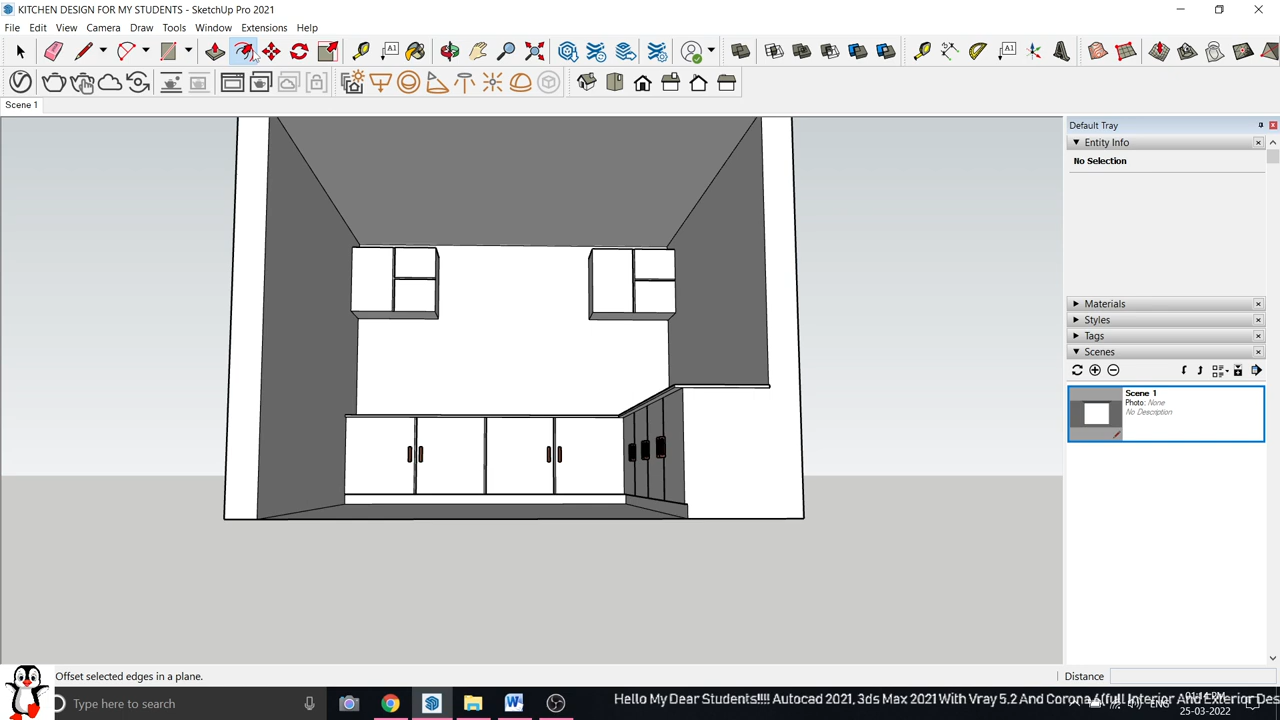 KITCHEN DESIGN FOR MY STUDENTS - SketchUp Pro 2021
File Edit View Camera Draw Tools Window Extensions Help
Scene 1
Default Tray
Entity Info
No Selection
Materials
Styles
Tags
Scenes
Scene 1
Photo: None
No Description
Offset selected edges in a plane.
Distance
Type here to search
Hello My Dear Students!!!! Autocad 2021, 3ds Max 2021 With Vray 5.2 And Corona
(full Interior And Exterior Des
ENG
25-03-2022